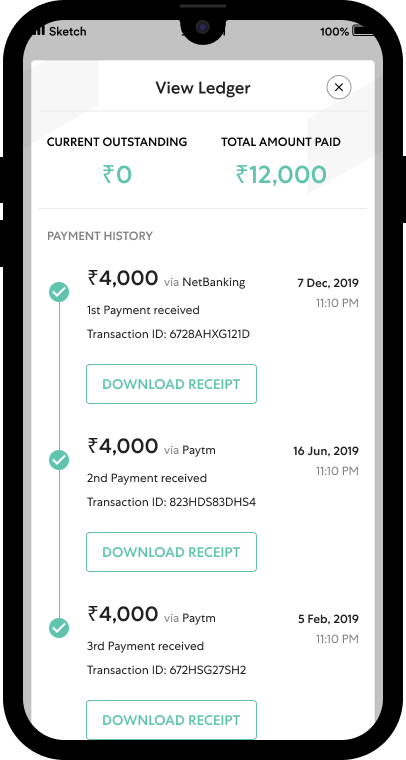 Sketch 100%
View Ledger
CURRENT OUTSTANDING TOTAL AMOUNT PAID
₹0 ₹12,000
PAYMENT HISTORY
₹4,000 via NetBanking 7 Dec, 2019
11:10 PM
1st Payment received
Transaction ID: 6728AHXG121D
DOWNLOAD RECEIPT
₹4,000 via Paytm 16 Jun, 2019
11:10 PM
2nd Payment received
Transaction ID: 823HDS83DHS4
DOWNLOAD RECEIPT
₹4,000 via Paytm 5 Feb, 2019
11:10 PM
3rd Payment received
Transaction ID: 672HSG27SH2
DOWNLOAD RECEIPT